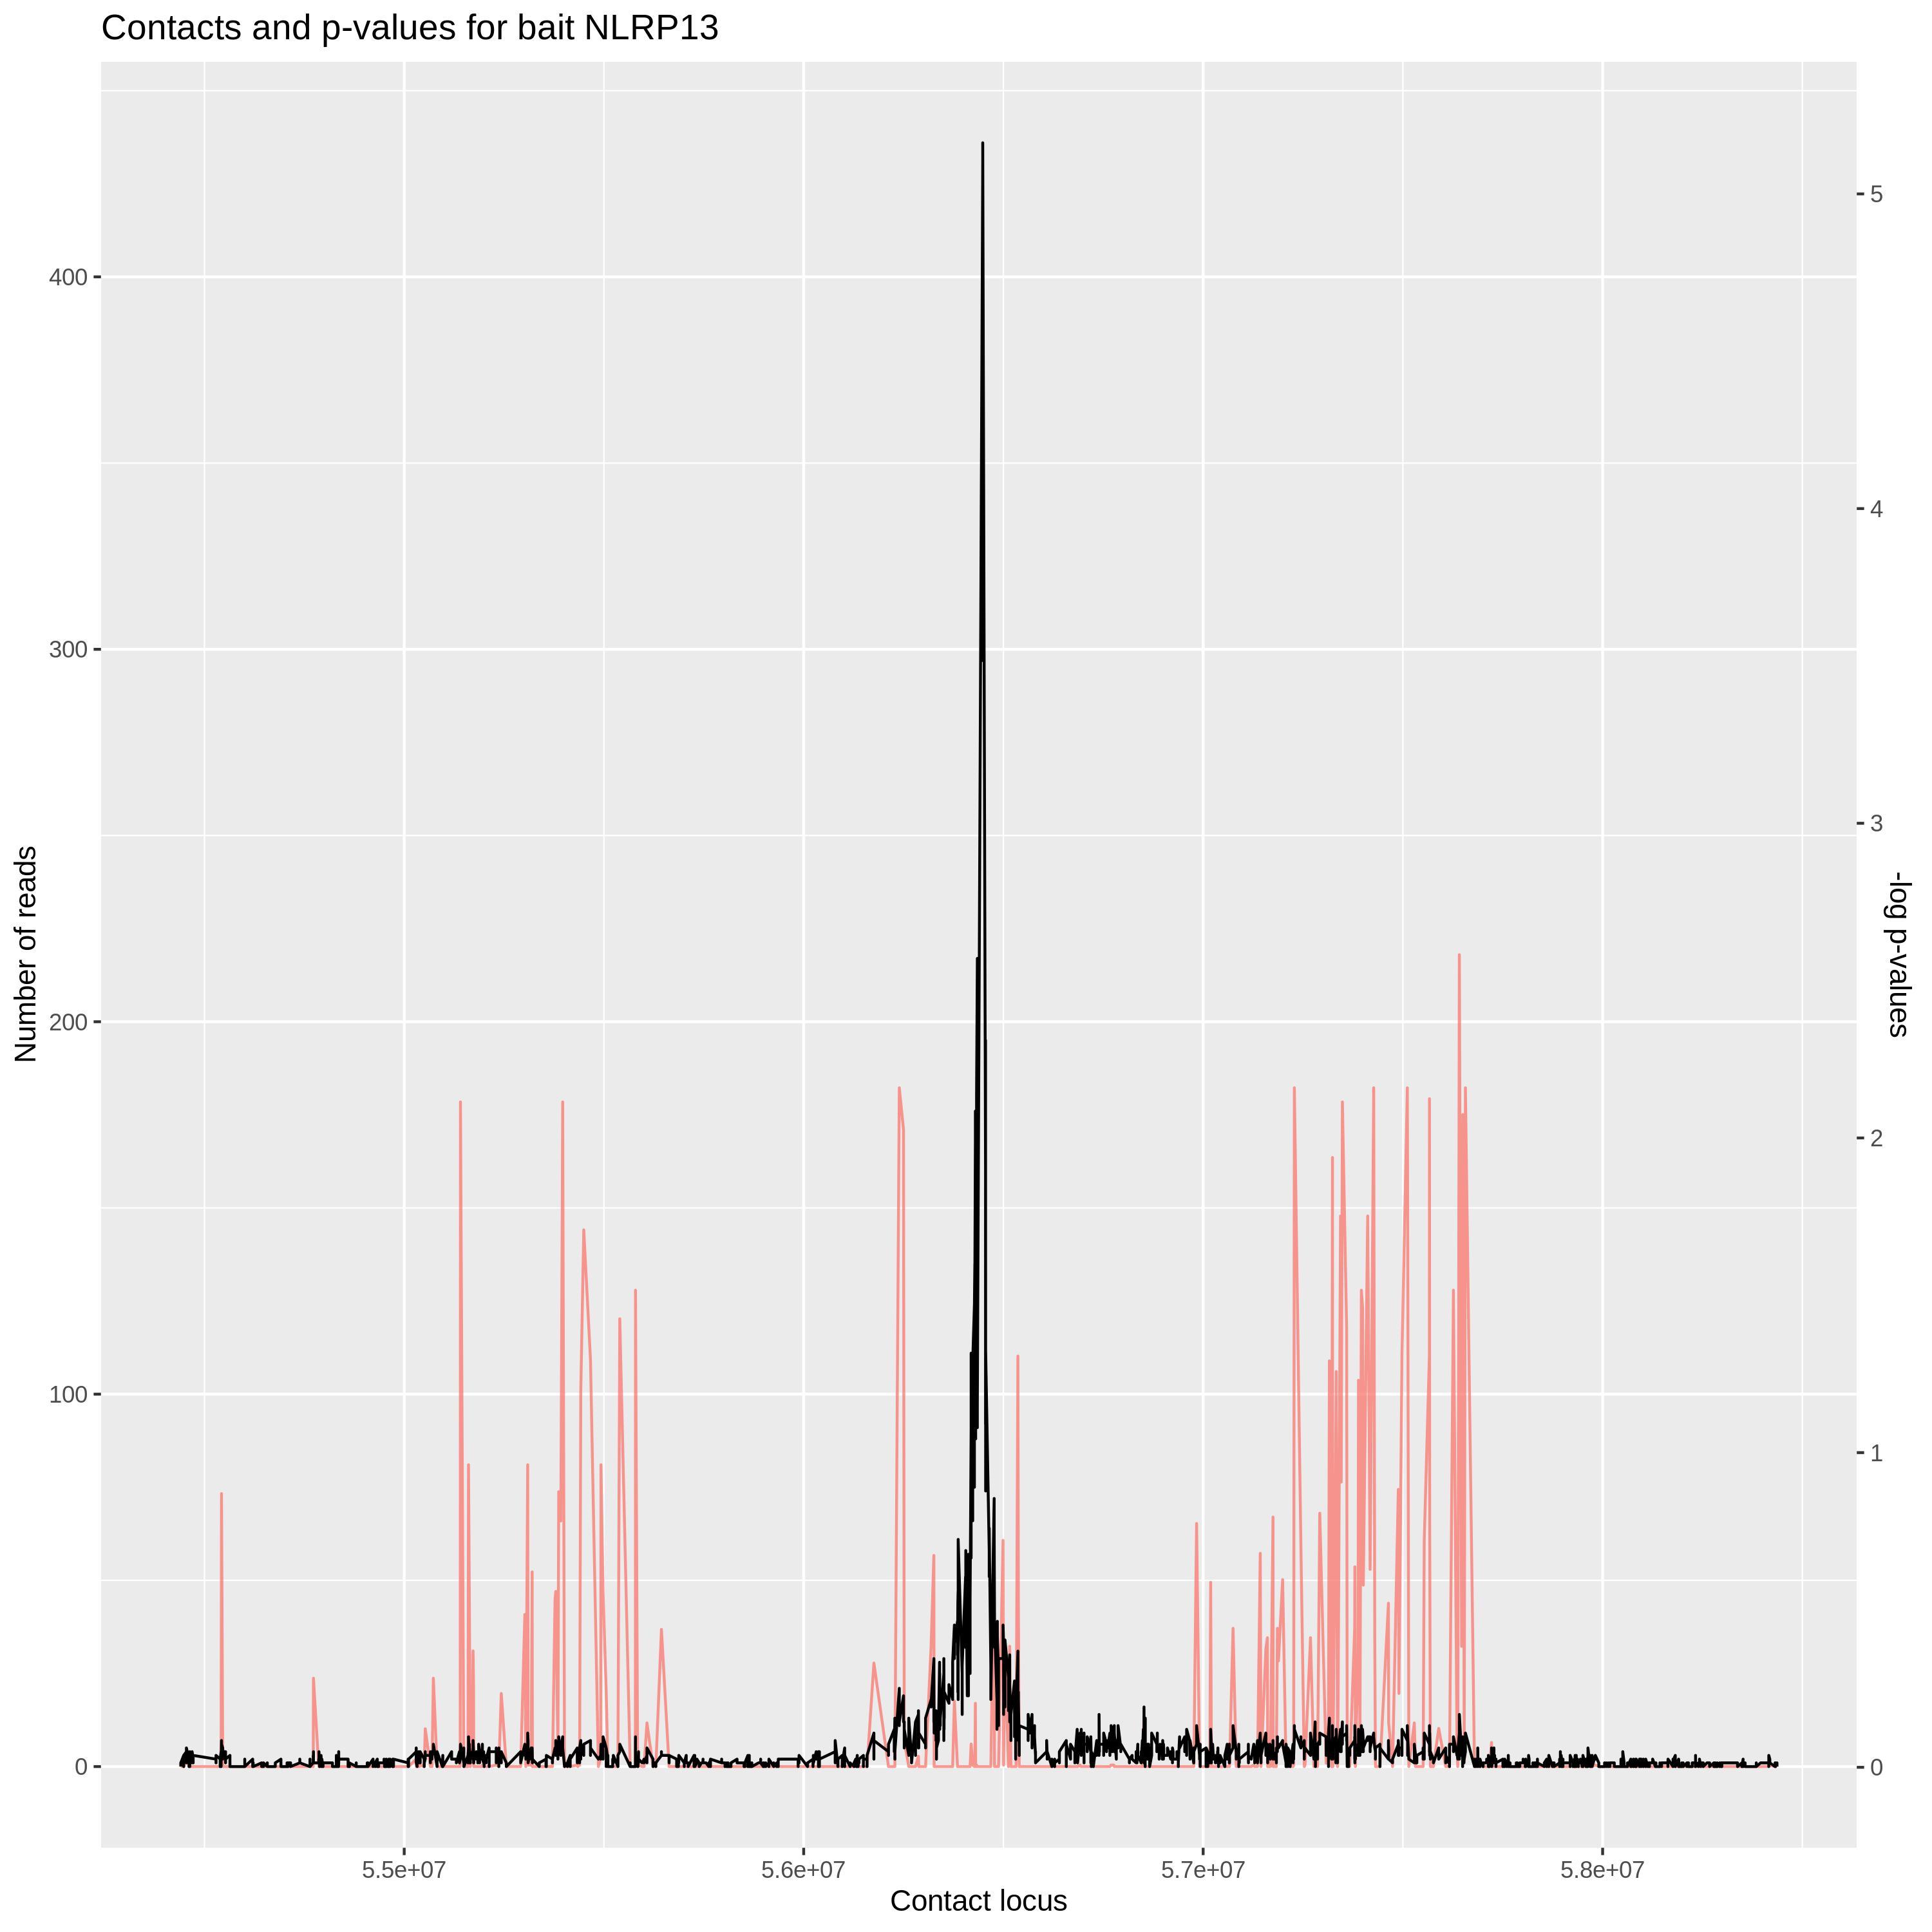 Contacts and p-values for bait NLRP13
Number of reads
400
300
200
100
0
5
4
3
2
1
0
-log p-values
5.5e+07
5.6e+07
5.7e+07
5.8e+07
Contact locus